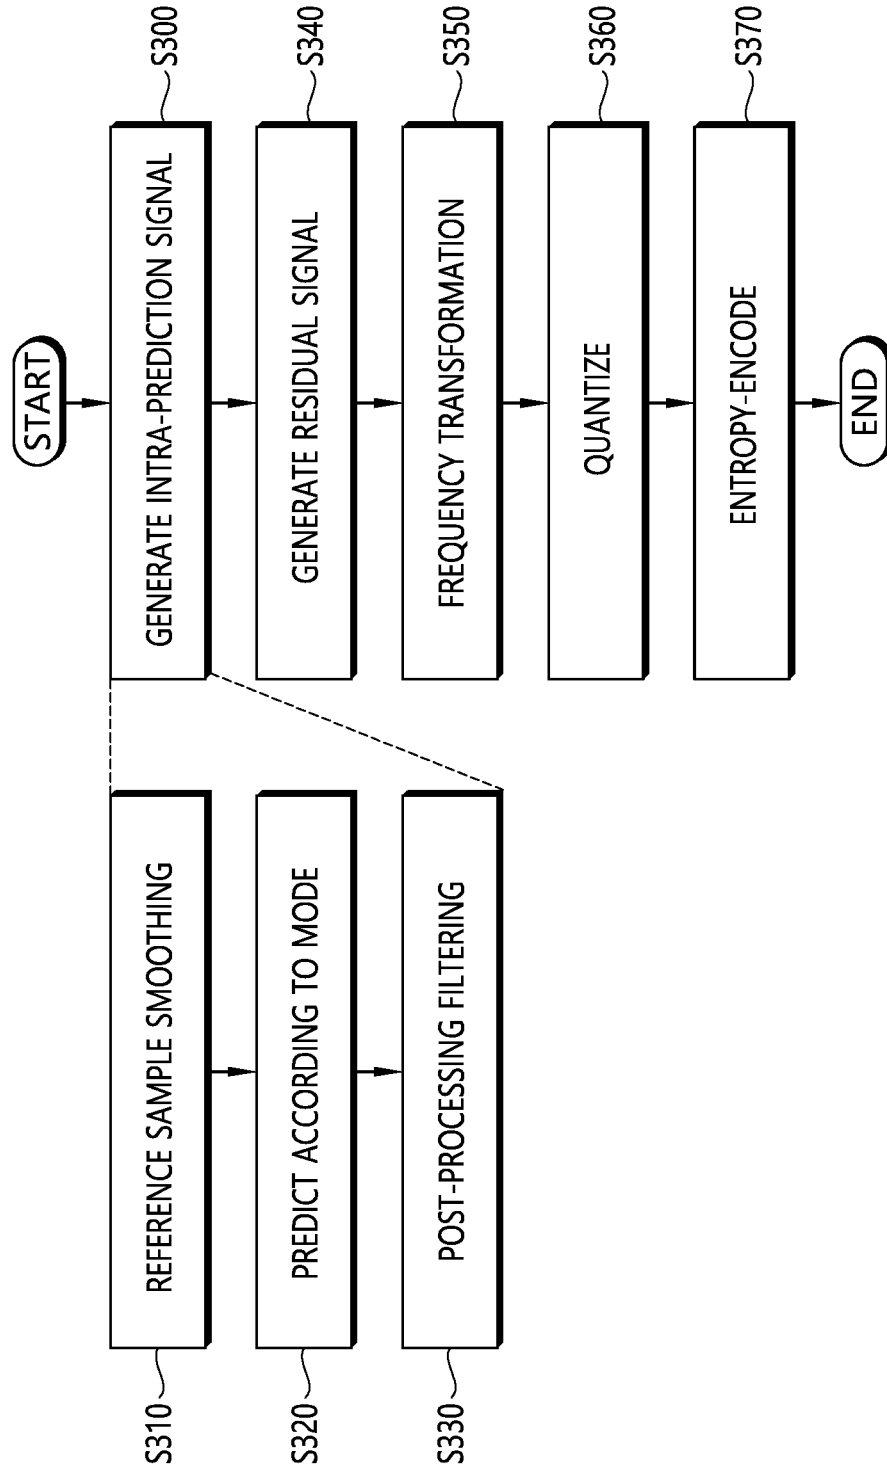 START
GENERATE INTRA-PREDICTION SIGNAL
S300
GENERATE RESIDUAL SIGNAL
S340
FREQUENCY TRANSFORMATION
S350
QUANTIZE
S360
ENTROPY-ENCODE
S370
END
S310
REFERENCE SAMPLE SMOOTHING
S320
PREDICT ACCORDING TO MODE
S330
POST-PROCESSING FILTERING